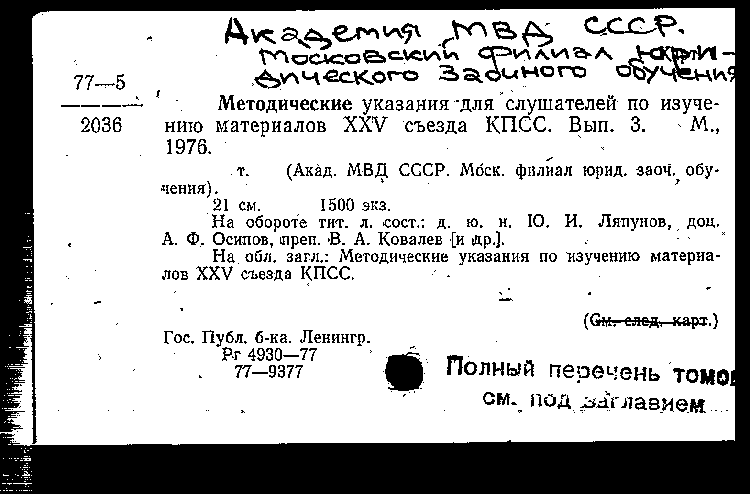 Академия МВД СССР.
Московский филиал юриди-
дического заочного обучения
77—5
2036
Методические указания для слушателей по изуче-
нию материалов XXV съезда КПСС. Вып. 3. М.,
1976.
т. (Акад. МВД СССР. Моск. филиал юрид. заоч. обу-
чения).
21 см. 1500 экз.
На обороте тит. л. сост.: д. ю. н. Ю. И. Ляпунов, доц.
А. Ф. Осипов, преп. В. А. Ковалев [и др.].
На обл. загл.: Методические указания по изучению материа-
лов XXV съезда КПСС.
(См. след. карт.)
Гос. Публ. б-ка. Ленингр.
Рг 4930—77
77—9377
Полный перечень томов
см. под заглавием